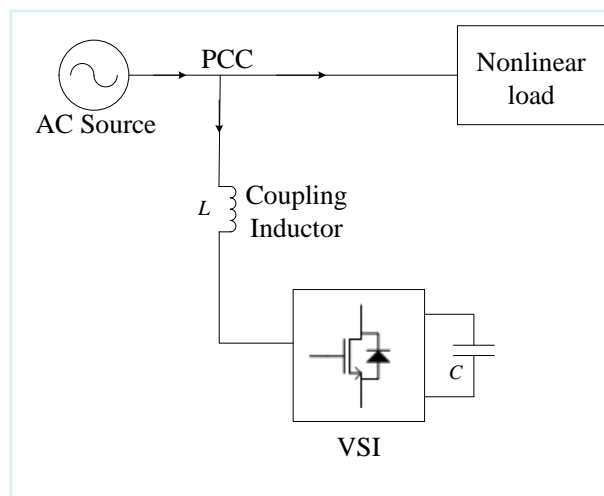 PCC
Nonlinear
load
AC Source
L
Coupling
Inductor
C
VSI